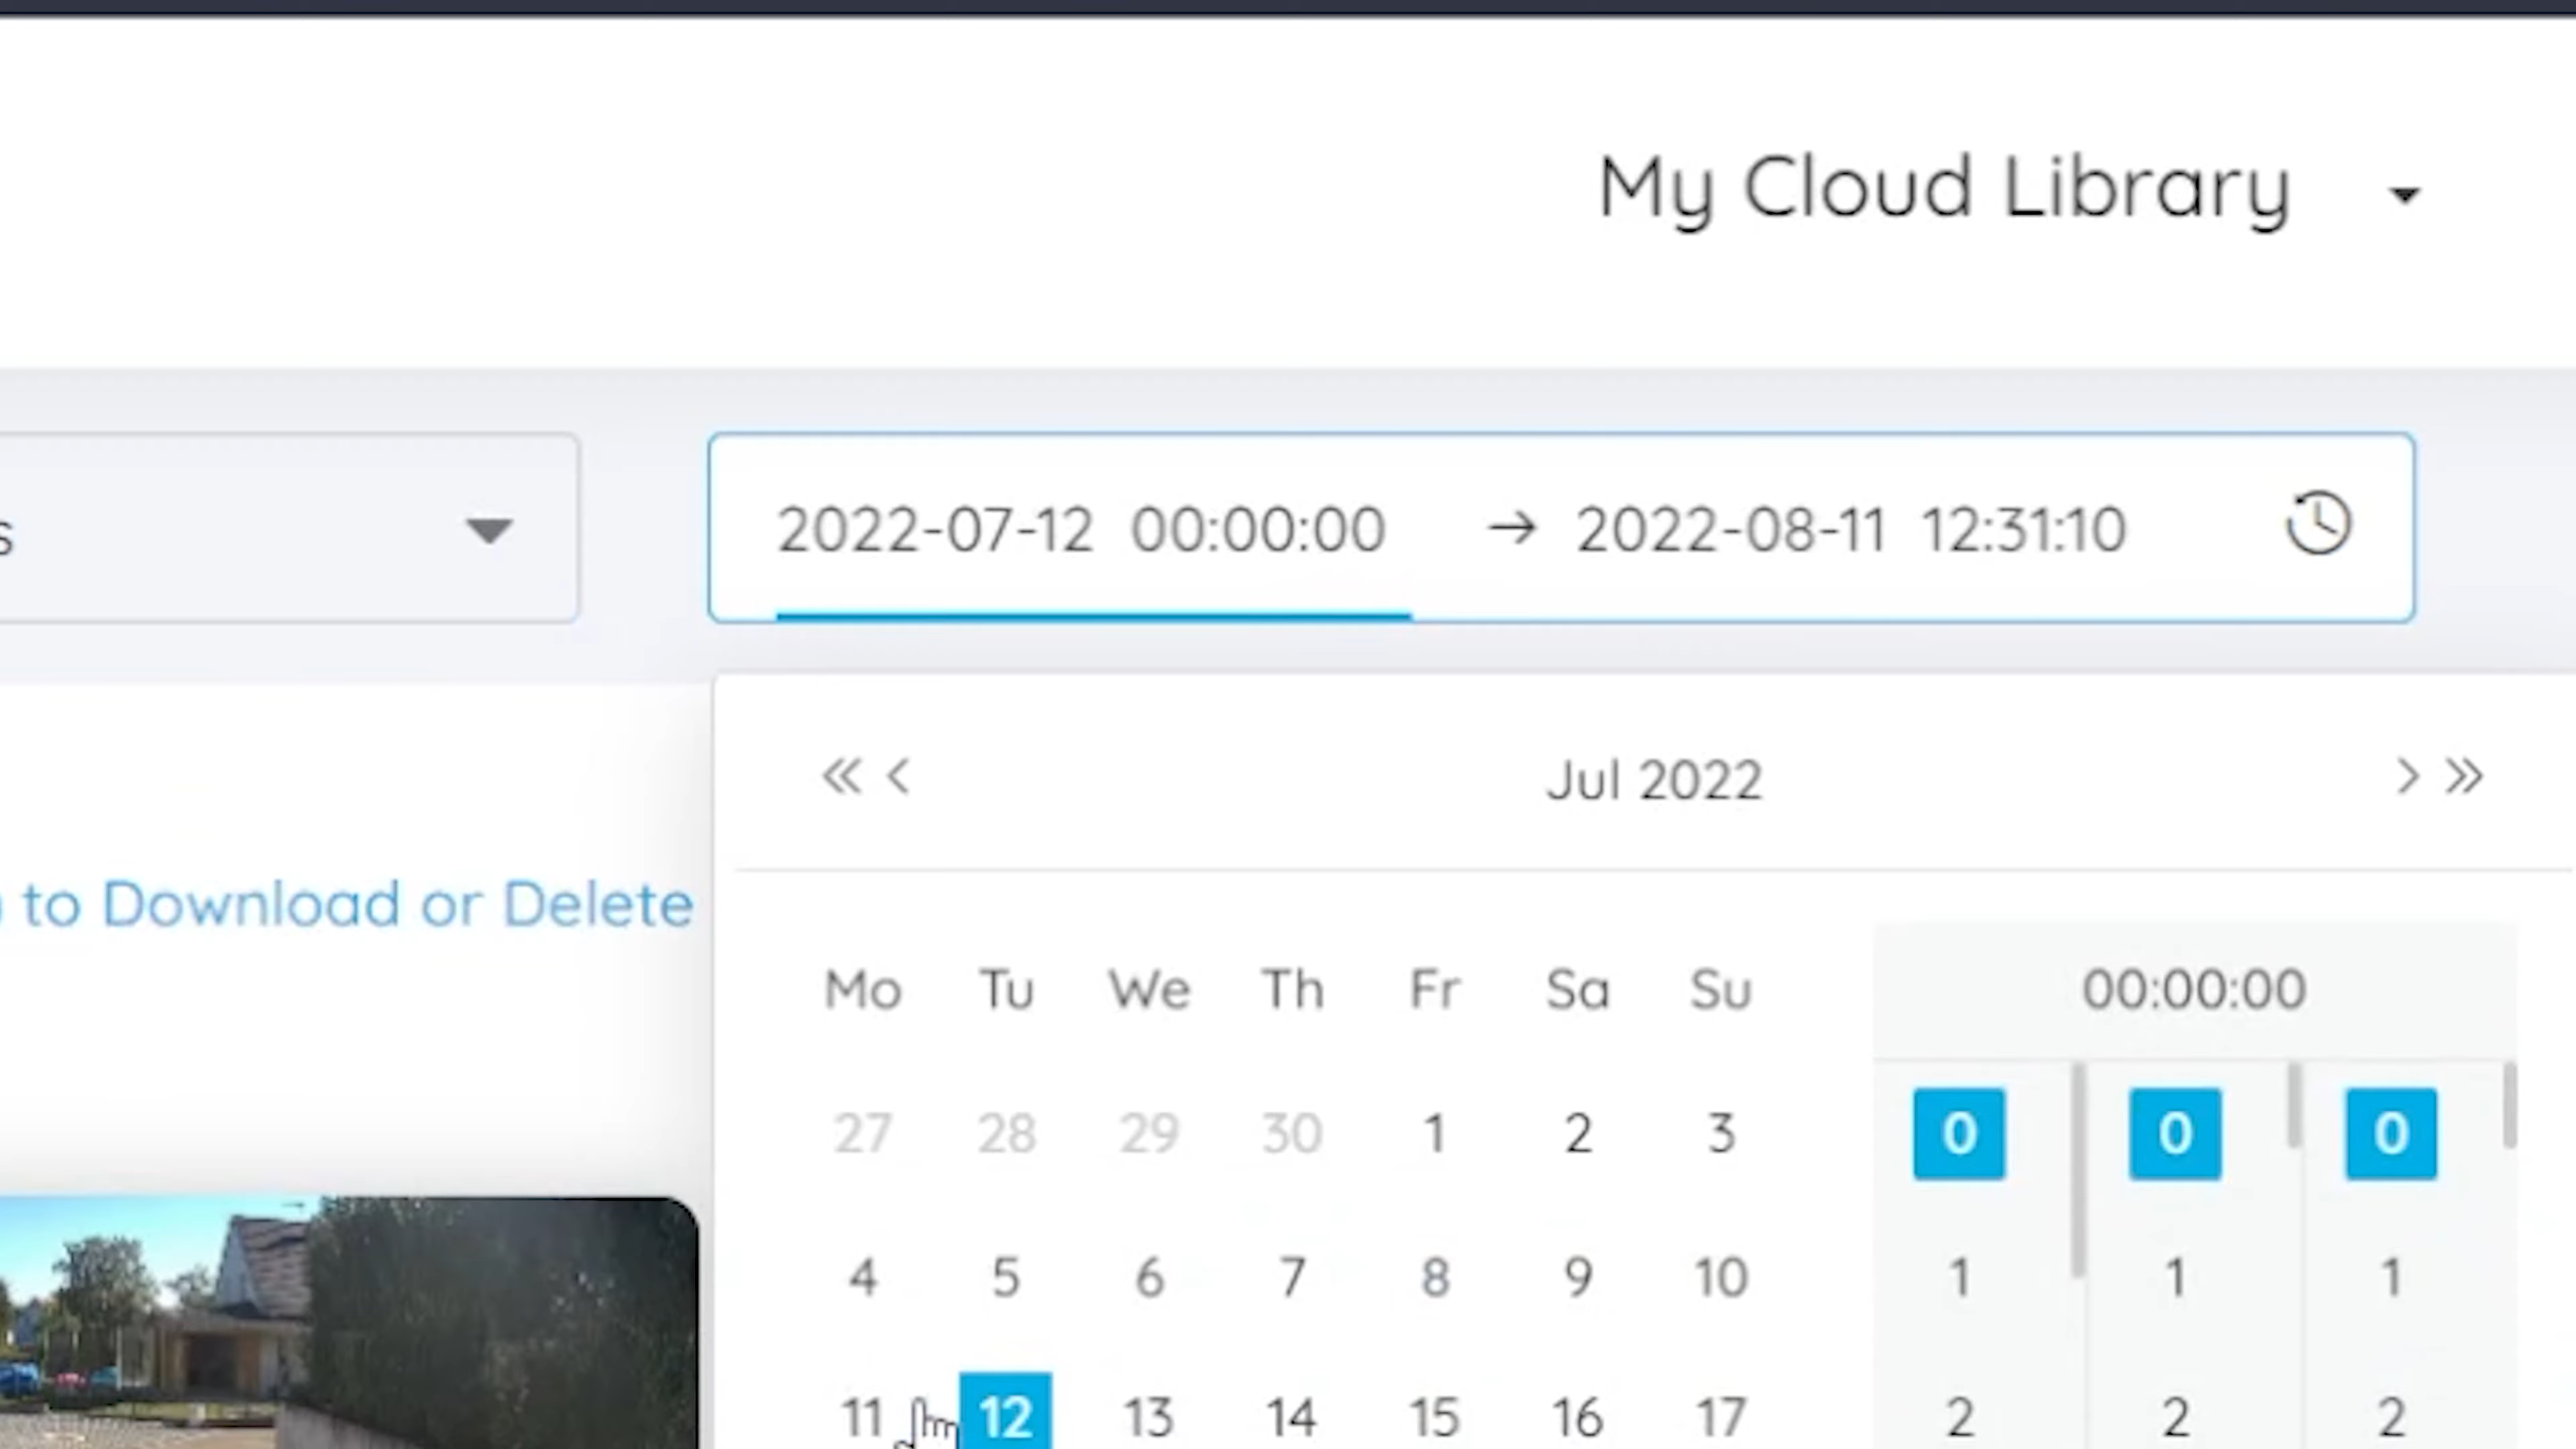 My Cloud Library
s
2022-07-12 00:00:00 → 2022-08-11 12:31:10
« < Jul 2022 > »
to Download or Delete
Mo Tu We Th Fr Sa Su 00:00:00
27 28 29 30 1 2 3 0 0 0
4 5 6 7 8 9 10 1 1 1
11 12 13 14 15 16 17 2 2 2